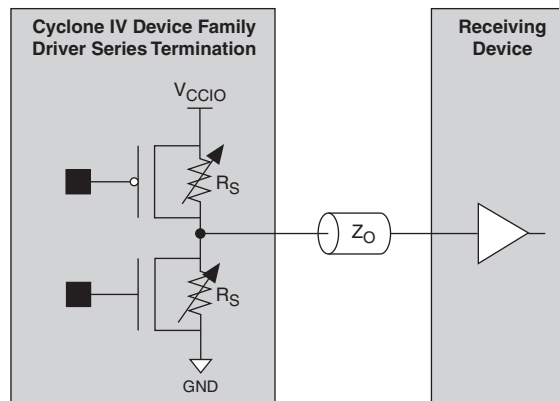 Cyclone IV Device Family
Driver Series Termination
Receiving
Device
VCCIO
RS
ZO
RS
GND